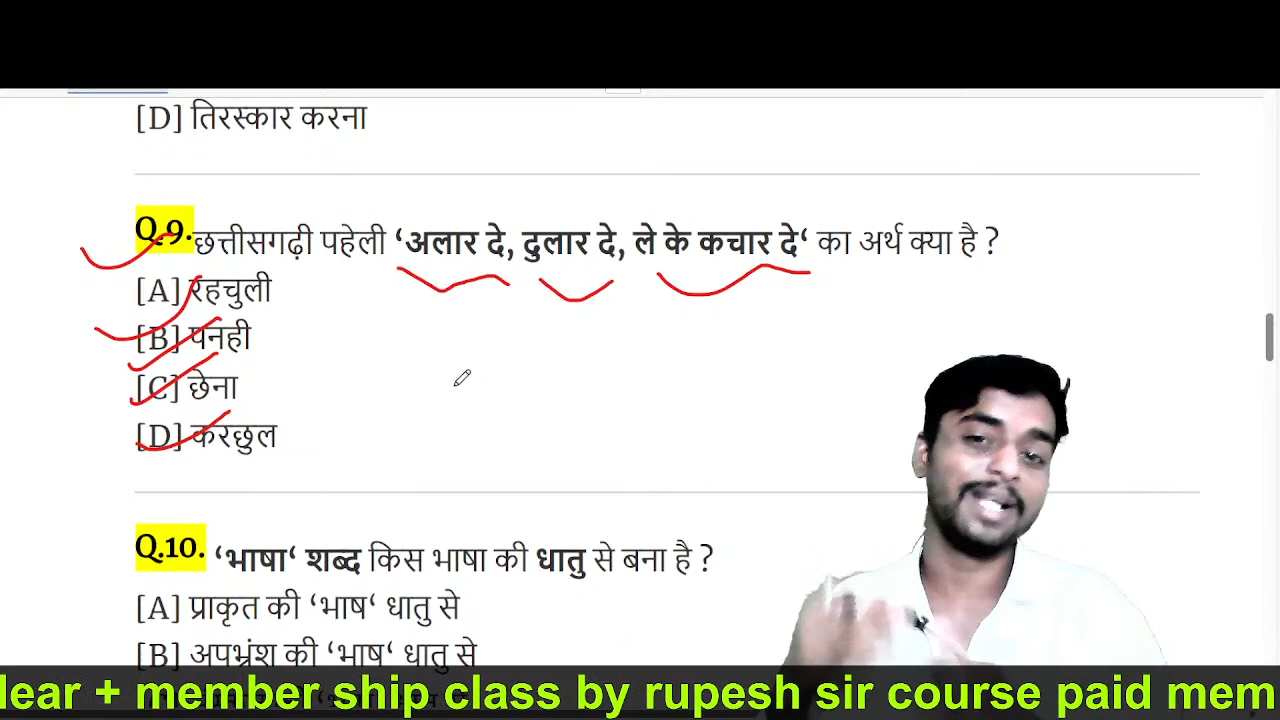 [D] तिरस्कार करना
Q.9. छत्तीसगढ़ी पहेली ‘अलार दे, दुलार दे, ले के कचार दे‘ का अर्थ क्या है ?
[A] रहचुली
[B] पनही
[C] छेना
[D] करछुल
Q.10. ‘भाषा‘ शब्द किस भाषा की धातु से बना है ?
[A] प्राकृत की ‘भाष‘ धातु से
[B] अपभ्रंश की ‘भाष‘ धातु से
lear + member ship class by rupesh sir course paid mem